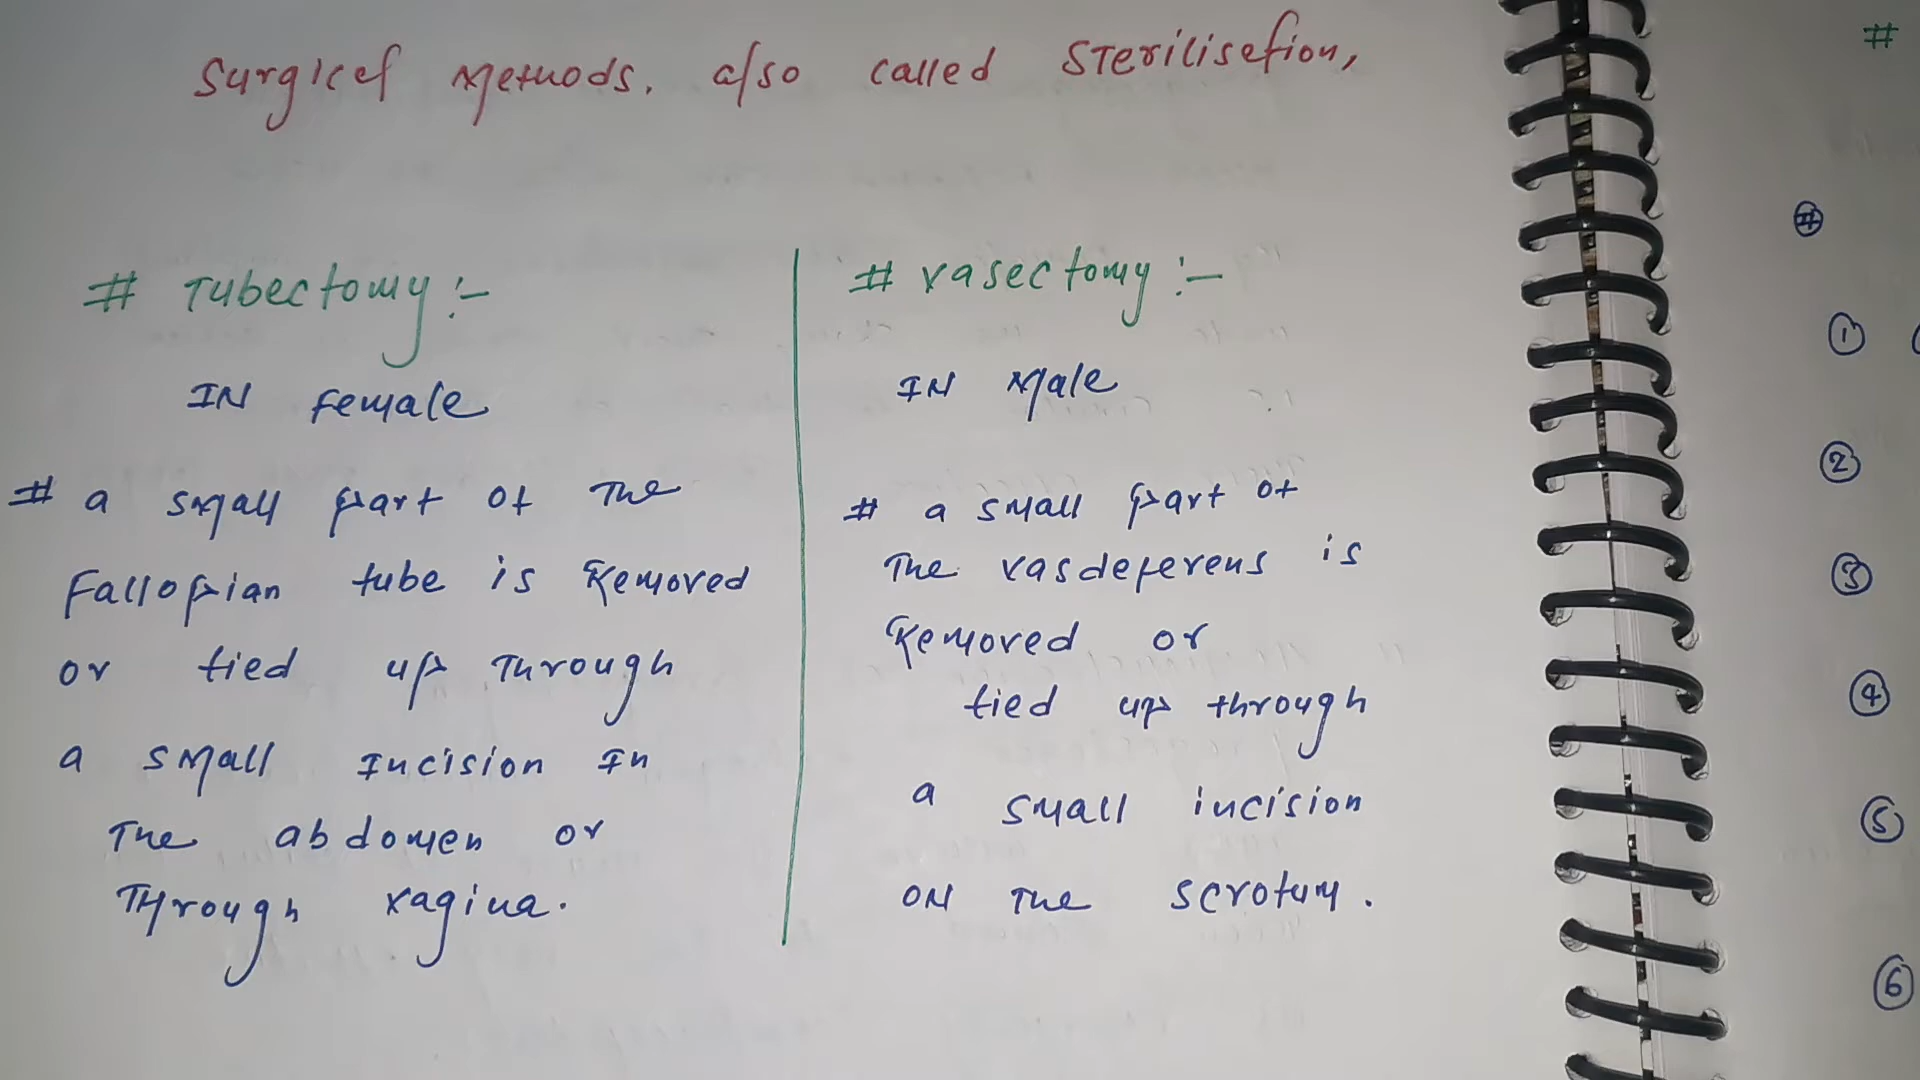 Surgical Methods. also called Sterilisation,
# Tubectomy :-
IN female
# a small part of the
Fallopian tube is Removed
or tied up Through
a small Incision In
The abdomen or
THrough vagina.
# vasectomy :-
IN Male
# a small part of
The vasdeferens is
Removed or
tied up through
a small incision
ON The scrotum.
#
#
1
2
3
4
5
6